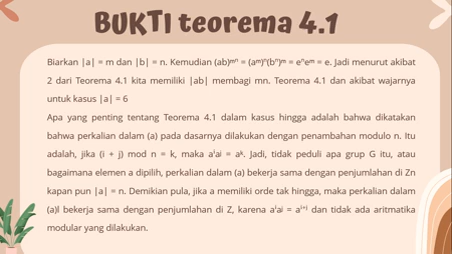 BUKTI teorema 4.1
Biarkan |a| = m dan |b| = n. Kemudian (ab)ᵐⁿ = (aᵐ)ⁿ(bⁿ)ᵐ = eⁿeᵐ = e. Jadi menurut akibat
2 dari Teorema 4.1 kita memiliki |ab| membagi mn. Teorema 4.1 dan akibat wajarnya
untuk kasus |a| = 6
Apa yang penting tentang Teorema 4.1 dalam kasus hingga adalah bahwa dikatakan
bahwa perkalian dalam (a) pada dasarnya dilakukan dengan penambahan modulo n. Itu
adalah, jika (i + j) mod n = k, maka aⁱaʲ = aᵏ. Jadi, tidak peduli apa grup G itu, atau
bagaimana elemen a dipilih, perkalian dalam (a) bekerja sama dengan penjumlahan di Zn
kapan pun |a| = n. Demikian pula, jika a memiliki orde tak hingga, maka perkalian dalam
(a)l bekerja sama dengan penjumlahan di Z, karena aⁱaʲ = aⁱ⁺ʲ dan tidak ada aritmatika
modular yang dilakukan.